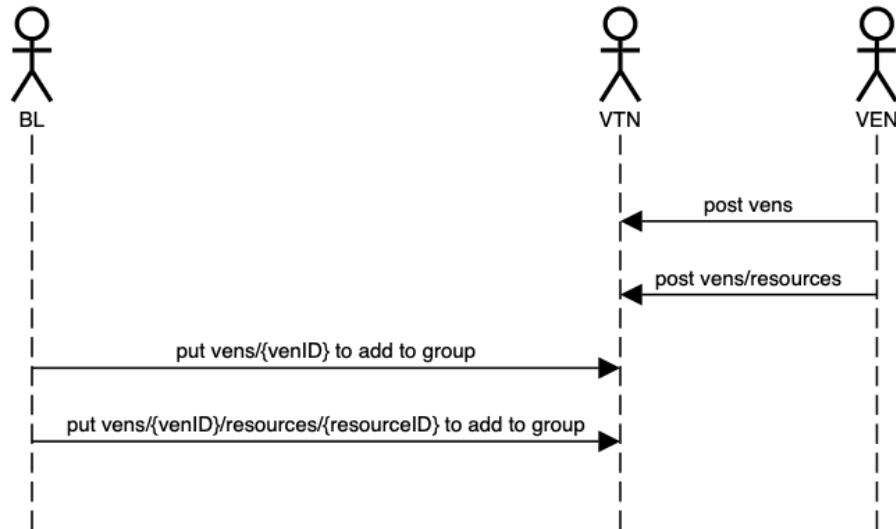 BL
VTN
VEN
post vens
post vens/resources
put vens/{venID} to add to group
put vens/{venID}/resources/{resourceID} to add to group